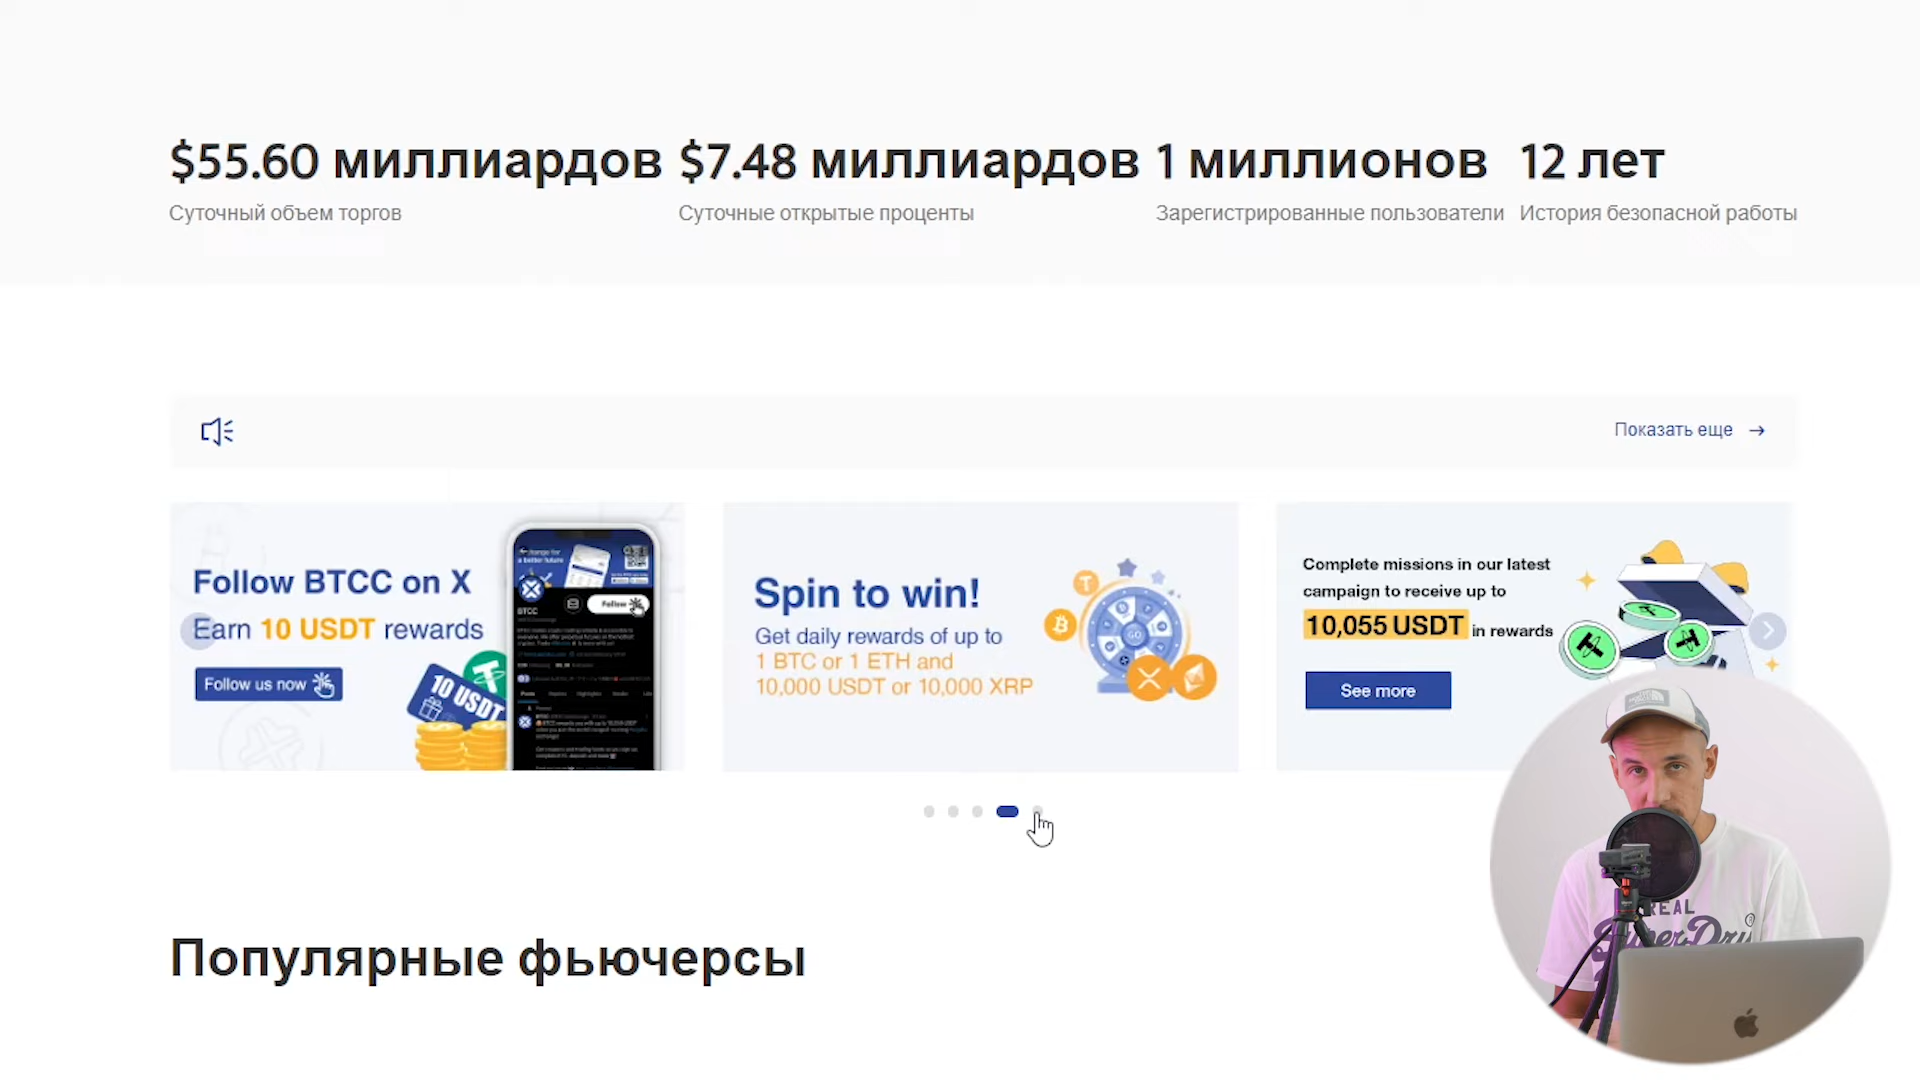 $55.60 миллиардов
Суточный объем торгов
$7.48 миллиардов
Суточные открытые проценты
1 миллионов
Зарегистрированные пользователи
12 лет
История безопасной работы
Показать еще →
Follow BTCC on X
Earn 10 USDT rewards
Follow us now
10 USDT
Follow
BTCC
Spin to win!
Get daily rewards of up to
1 BTC or 1 ETH and
10,000 USDT or 10,000 XRP
GO
Complete missions in our latest
campaign to receive up to
10,055 USDT in rewards
See more
Популярные фьючерсы
REAL